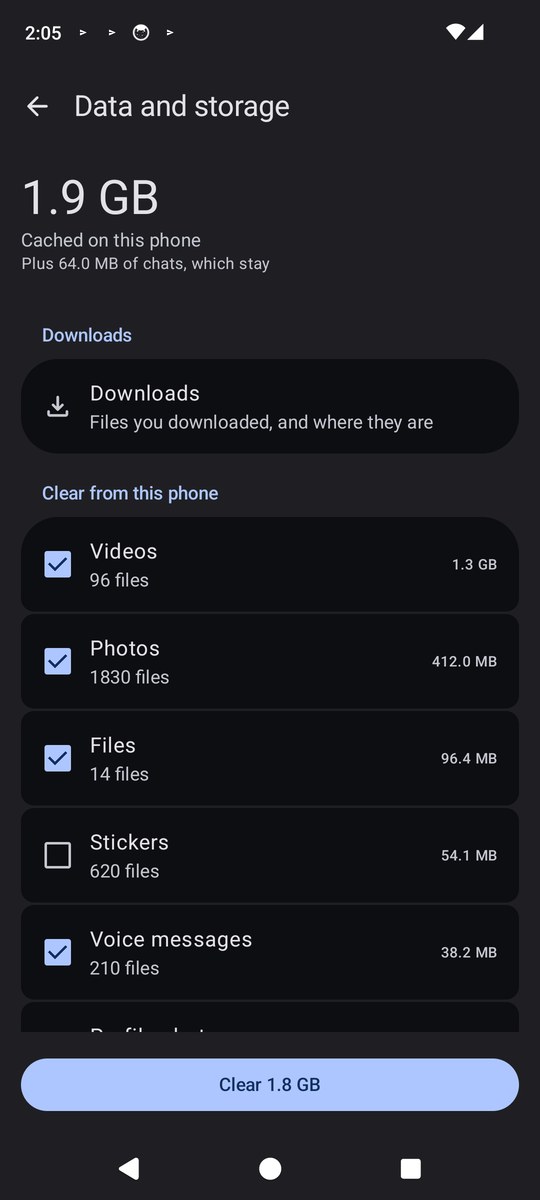 2:05
Data and storage
1.9 GB
Cached on this phone
Plus 64.0 MB of chats, which stay
Downloads
Downloads
Files you downloaded, and where they are
Clear from this phone
Videos
96 files
1.3 GB
Photos
1830 files
412.0 MB
Files
14 files
96.4 MB
Stickers
620 files
54.1 MB
Voice messages
210 files
38.2 MB
Clear 1.8 GB